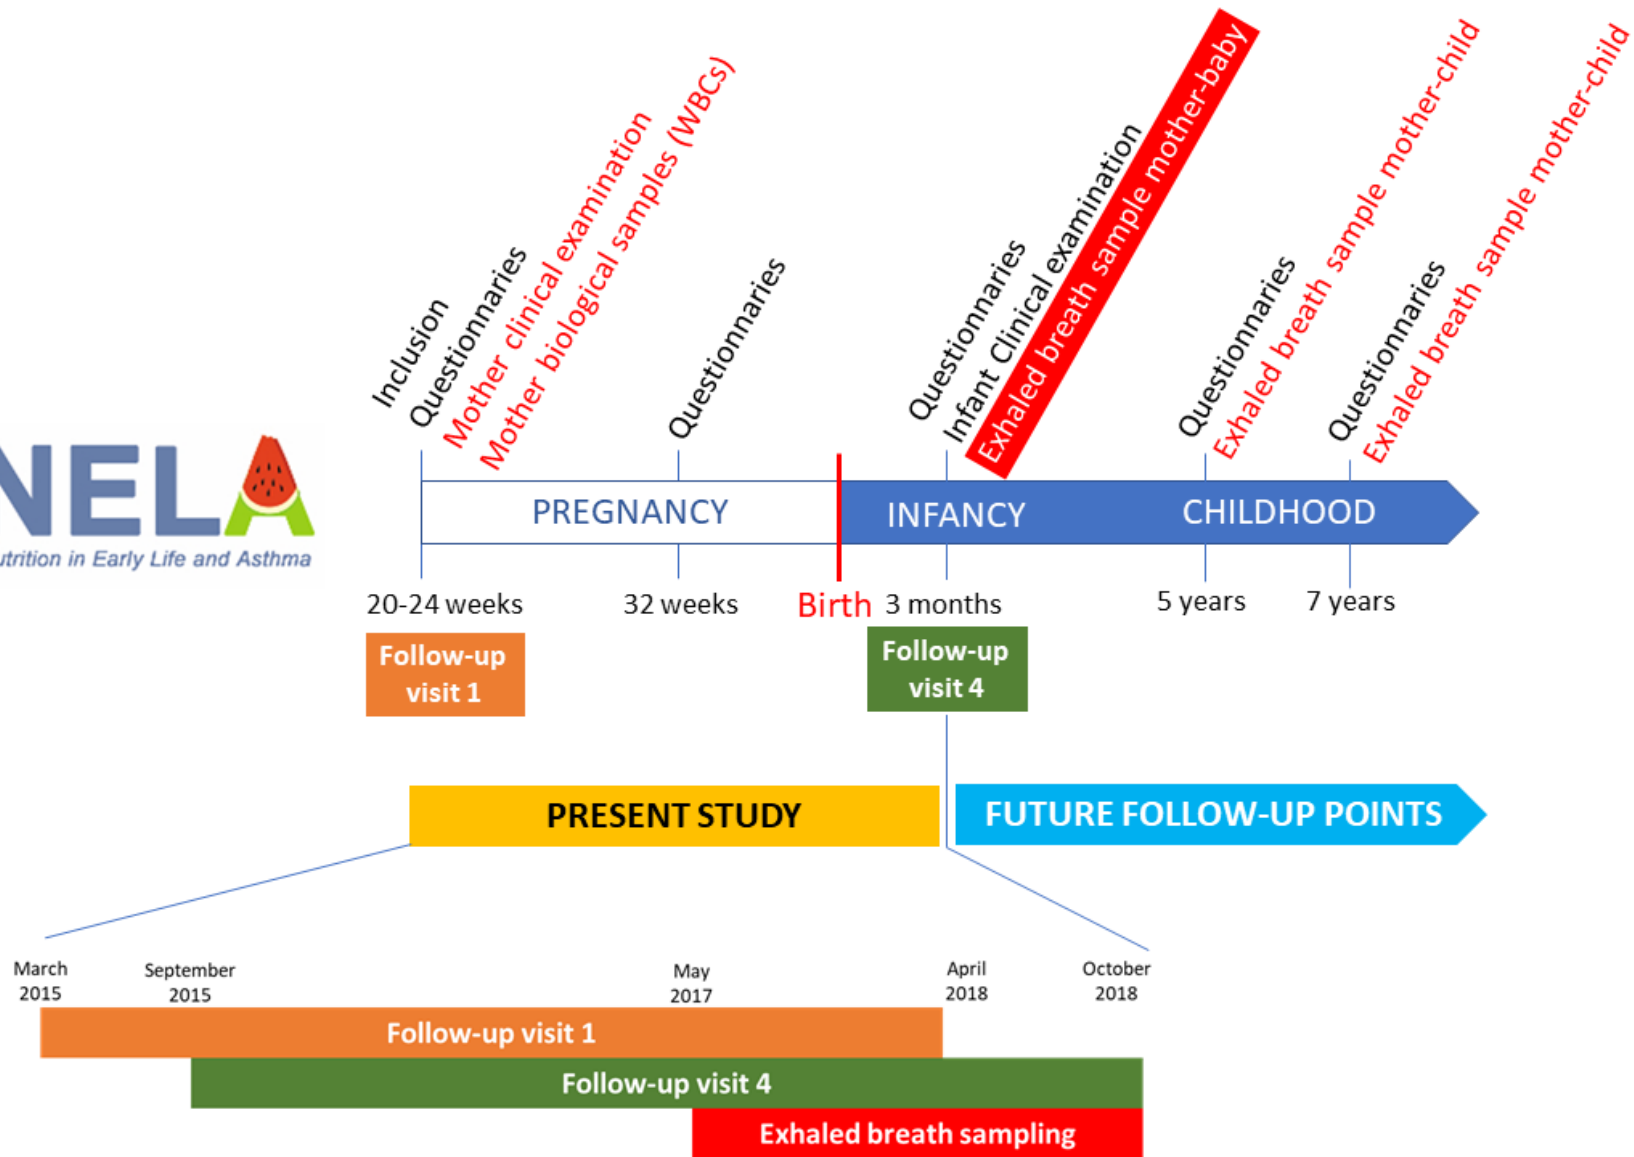 Inclusion
Questionnaries
Mother clinical examination
Mother biological samples (WBCs)
Questionnaries
Questionnaries
Infant Clinical examination
Exhaled breath sample mother-baby
Questionnaries
Exhaled breath sample mother-child
Questionnaries
Exhaled breath sample mother-child
NELA
utrition in Early Life and Asthma
PREGNANCY
INFANCY
CHILDHOOD
20-24 weeks
32 weeks
Birth
3 months
5 years
7 years
Follow-up
visit 1
Follow-up
visit 4
PRESENT STUDY
FUTURE FOLLOW-UP POINTS
March
2015
September
2015
May
2017
April
2018
October
2018
Follow-up visit 1
Follow-up visit 4
Exhaled breath sampling